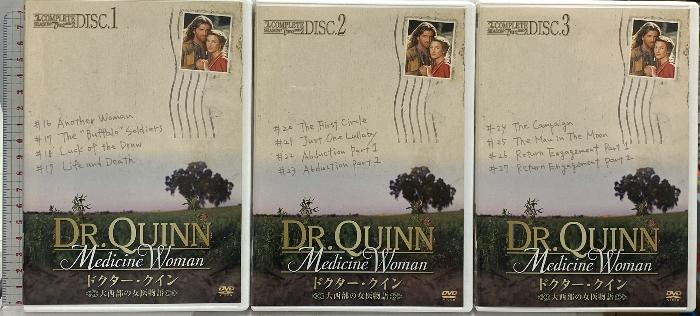 COMPLETE
SEASON
DISC.1
#16 Another Woman
#17 The "Buffalo" Soldiers
#18 Luck of the Draw
#19 Life and Death
DR. QUINN
Medicine Woman
ドクター・クイン
大西部の女医物語
DVD
COMPLETE
SEASON
DISC.2
#20 The First Circle
#21 Just One Lullaby
#22 Abduction Part 1
#23 Abduction Part 2
DR. QUINN
Medicine Woman
ドクター・クイン
大西部の女医物語
DVD
COMPLETE
SEASON
DISC.3
#24 The Campaign
#25 The Man In The Moon
#26 Return Engagement Part 1
#27 Return Engagement Part 2
DR. QUINN
Medicine Woman
ドクター・クイン
大西部の女医物語
DVD